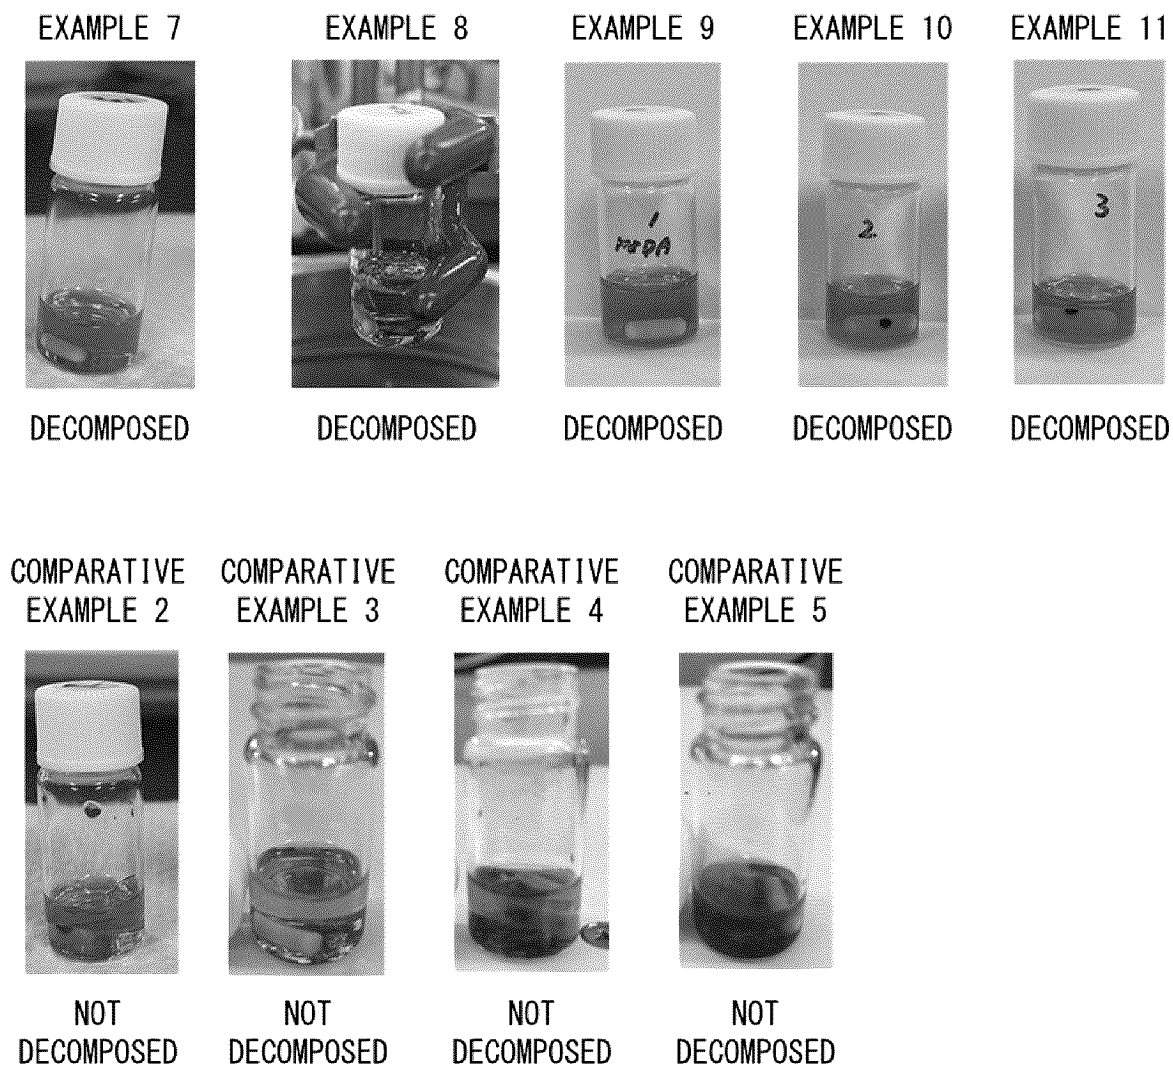 EXAMPLE 7
EXAMPLE 8
EXAMPLE 9
EXAMPLE 10
EXAMPLE 11
1
2
3
DECOMPOSED
DECOMPOSED
DECOMPOSED
DECOMPOSED
DECOMPOSED
COMPARATIVE
EXAMPLE 2
COMPARATIVE
EXAMPLE 3
COMPARATIVE
EXAMPLE 4
COMPARATIVE
EXAMPLE 5
NOT
DECOMPOSED
NOT
DECOMPOSED
NOT
DECOMPOSED
NOT
DECOMPOSED